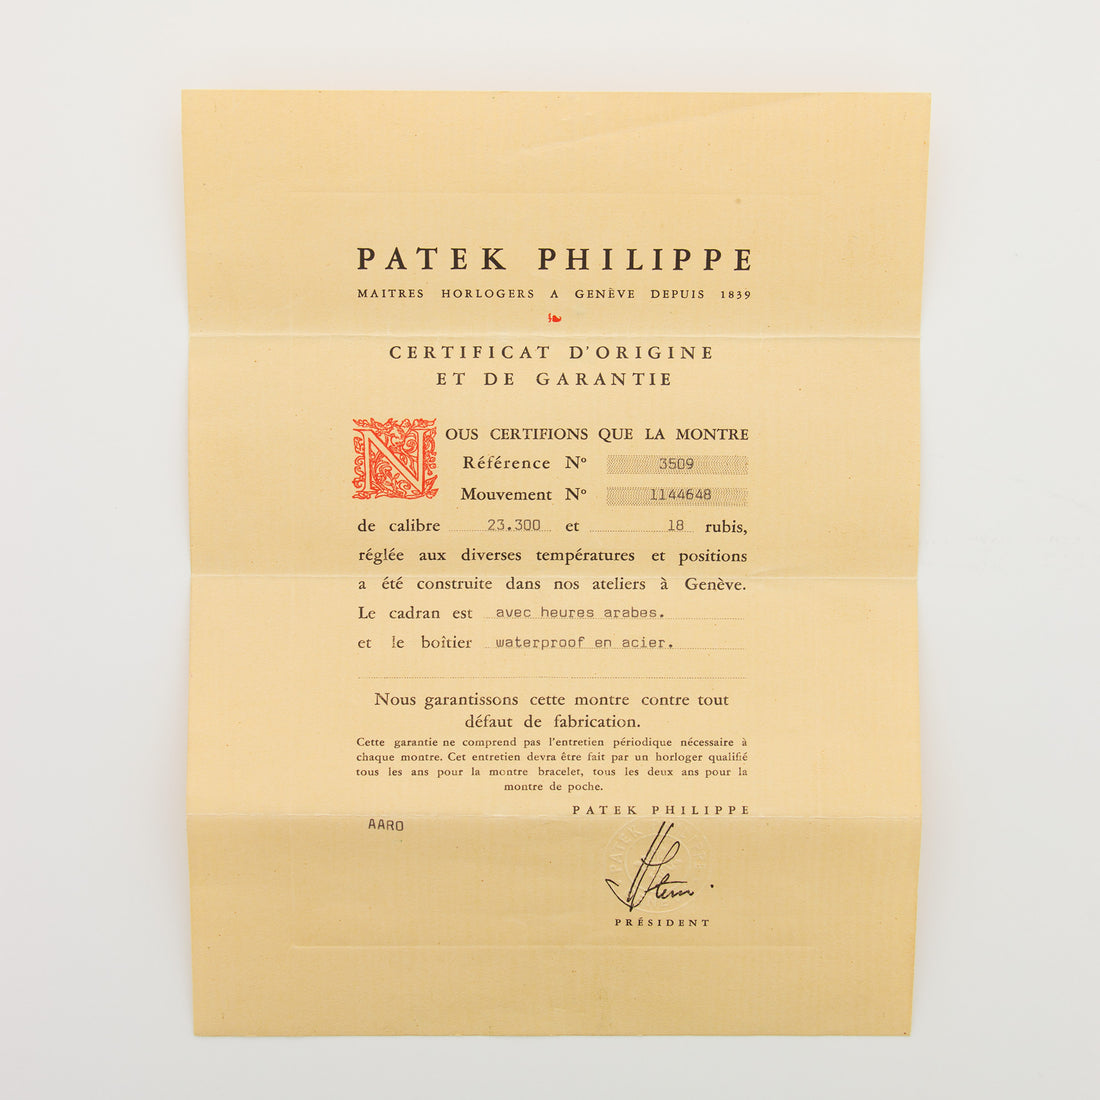 PATEK PHILIPPE
MAITRES HORLOGERS A GENÈVE DEPUIS 1839
CERTIFICAT D'ORIGINE
ET DE GARANTIE
NOUS CERTIFIONS QUE LA MONTRE
Référence Nº 3509
Mouvement Nº 1144648
de calibre 23.300 et 18 rubis,
réglée aux diverses températures et positions
a été construite dans nos ateliers à Genève.
Le cadran est avec heures arabes.
et le boîtier waterproof en acier.
Nous garantissons cette montre contre tout
défaut de fabrication.
Cette garantie ne comprend pas l'entretien périodique nécessaire à
chaque montre. Cet entretien devra être fait par un horloger qualifié
tous les ans pour la montre bracelet, tous les deux ans pour la
montre de poche.
PATEK PHILIPPE
AARO
PATEK PHILIPPE
PRÉSIDENT